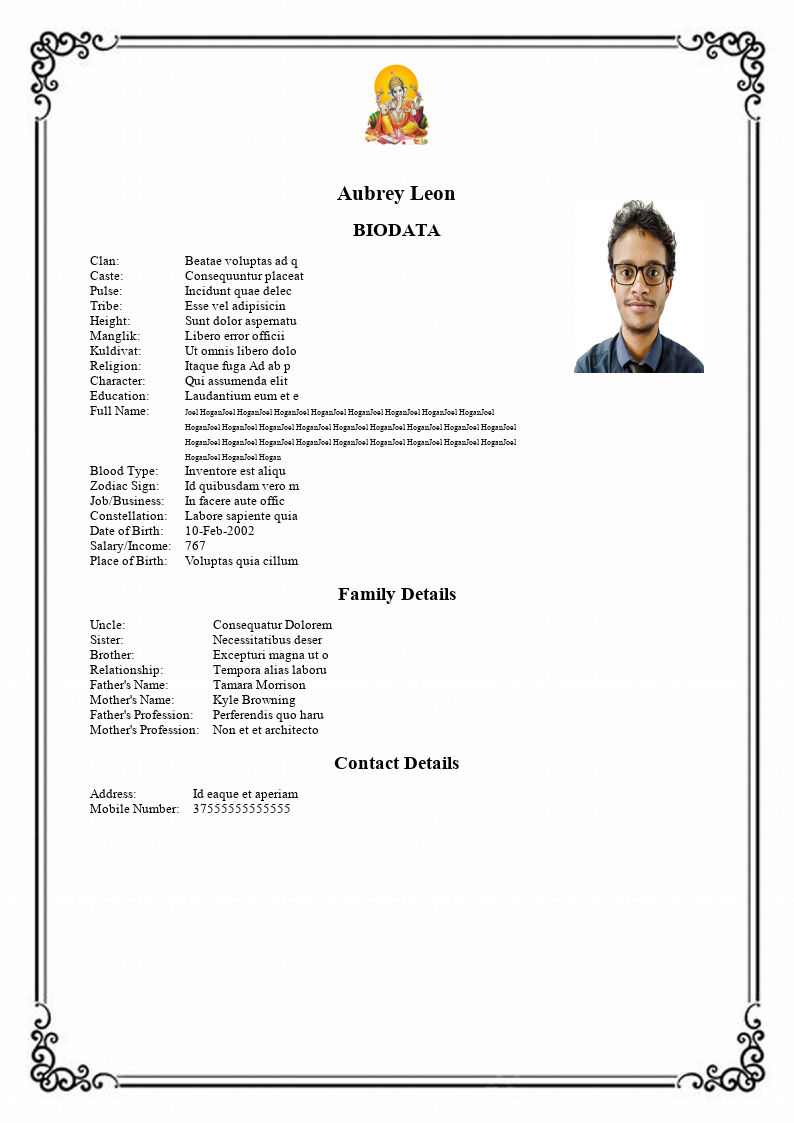 Aubrey Leon
BIODATA
Clan: Beatae voluptas ad q
Caste: Consequuntur placeat
Pulse: Incidunt quae delec
Tribe: Esse vel adipisicin
Height: Sunt dolor aspernatu
Manglik: Libero error officii
Kuldivat: Ut omnis libero dolo
Religion: Itaque fuga Ad ab p
Character: Qui assumenda elit
Education: Laudantium eum et e
Full Name: Joel HoganJoel HoganJoel HoganJoel HoganJoel HoganJoel HoganJoel HoganJoel HoganJoel
HoganJoel HoganJoel HoganJoel HoganJoel HoganJoel HoganJoel HoganJoel HoganJoel HoganJoel
HoganJoel HoganJoel HoganJoel HoganJoel HoganJoel HoganJoel HoganJoel HoganJoel HoganJoel
HoganJoel HoganJoel Hogan
Blood Type: Inventore est aliqu
Zodiac Sign: Id quibusdam vero m
Job/Business: In facere aute offic
Constellation: Labore sapiente quia
Date of Birth: 10-Feb-2002
Salary/Income: 767
Place of Birth: Voluptas quia cillum
Family Details
Uncle: Consequatur Dolorem
Sister: Necessitatibus deser
Brother: Excepturi magna ut o
Relationship: Tempora alias laboru
Father's Name: Tamara Morrison
Mother's Name: Kyle Browning
Father's Profession: Perferendis quo haru
Mother's Profession: Non et et architecto
Contact Details
Address: Id eaque et aperiam
Mobile Number: 37555555555555